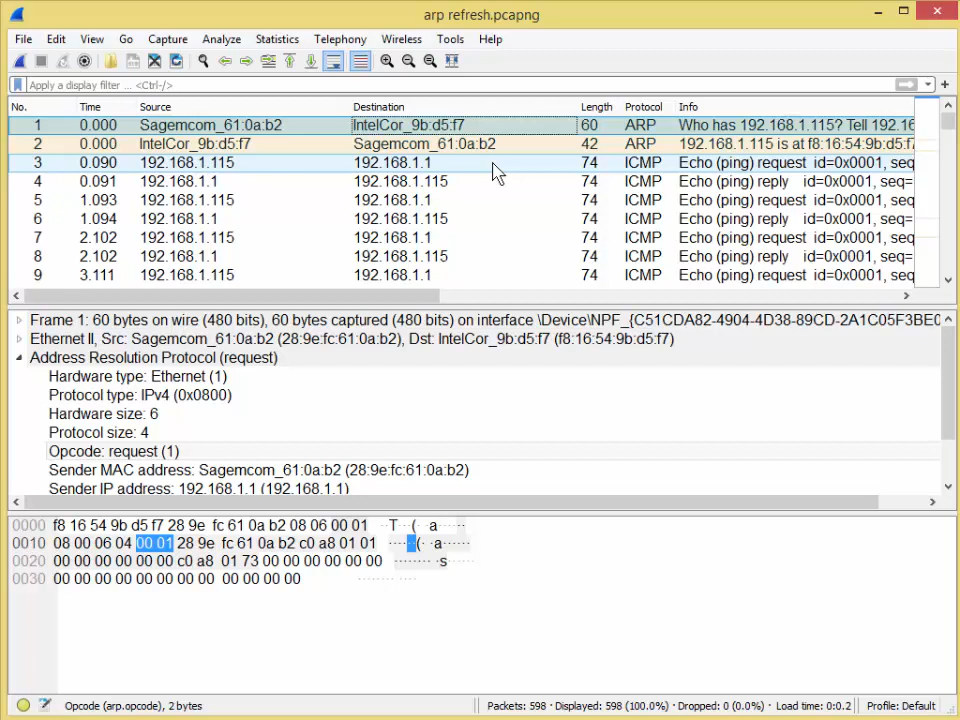 arp refresh.pcapng
File Edit View Go Capture Analyze Statistics Telephony Wireless Tools Help
Apply a display filter ... <Ctrl-/>
No. Time Source Destination Length Protocol Info
1 0.000 Sagemcom_61:0a:b2 IntelCor_9b:d5:f7 60 ARP Who has 192.168.1.115? Tell 192.16
2 0.000 IntelCor_9b:d5:f7 Sagemcom_61:0a:b2 42 ARP 192.168.1.115 is at f8:16:54:9b:d5:f7
3 0.090 192.168.1.115 192.168.1.1 74 ICMP Echo (ping) request id=0x0001, seq=
4 0.091 192.168.1.1 192.168.1.115 74 ICMP Echo (ping) reply id=0x0001, seq=
5 1.093 192.168.1.115 192.168.1.1 74 ICMP Echo (ping) request id=0x0001, seq=
6 1.094 192.168.1.1 192.168.1.115 74 ICMP Echo (ping) reply id=0x0001, seq=
7 2.102 192.168.1.115 192.168.1.1 74 ICMP Echo (ping) request id=0x0001, seq=
8 2.102 192.168.1.1 192.168.1.115 74 ICMP Echo (ping) reply id=0x0001, seq=
9 3.111 192.168.1.115 192.168.1.1 74 ICMP Echo (ping) request id=0x0001, seq=
Frame 1: 60 bytes on wire (480 bits), 60 bytes captured (480 bits) on interface \Device\NPF_{C51CDA82-4904-4D38-89CD-2A1C05F3BE0
Ethernet II, Src: Sagemcom_61:0a:b2 (28:9e:fc:61:0a:b2), Dst: IntelCor_9b:d5:f7 (f8:16:54:9b:d5:f7)
Address Resolution Protocol (request)
Hardware type: Ethernet (1)
Protocol type: IPv4 (0x0800)
Hardware size: 6
Protocol size: 4
Opcode: request (1)
Sender MAC address: Sagemcom_61:0a:b2 (28:9e:fc:61:0a:b2)
Sender IP address: 192.168.1.1 (192.168.1.1)
0000 f8 16 54 9b d5 f7 28 9e fc 61 0a b2 08 06 00 01 ··T···(· ·a······
0010 08 00 06 04 00 01 28 9e fc 61 0a b2 c0 a8 01 01 ······(· ·a······
0020 00 00 00 00 00 00 c0 a8 01 73 00 00 00 00 00 00 ········ ·s······
0030 00 00 00 00 00 00 00 00 00 00 00 00 ········ ····
Opcode (arp.opcode), 2 bytes
Packets: 598 · Displayed: 598 (100.0%) · Dropped: 0 (0.0%) · Load time: 0:0.2
Profile: Default